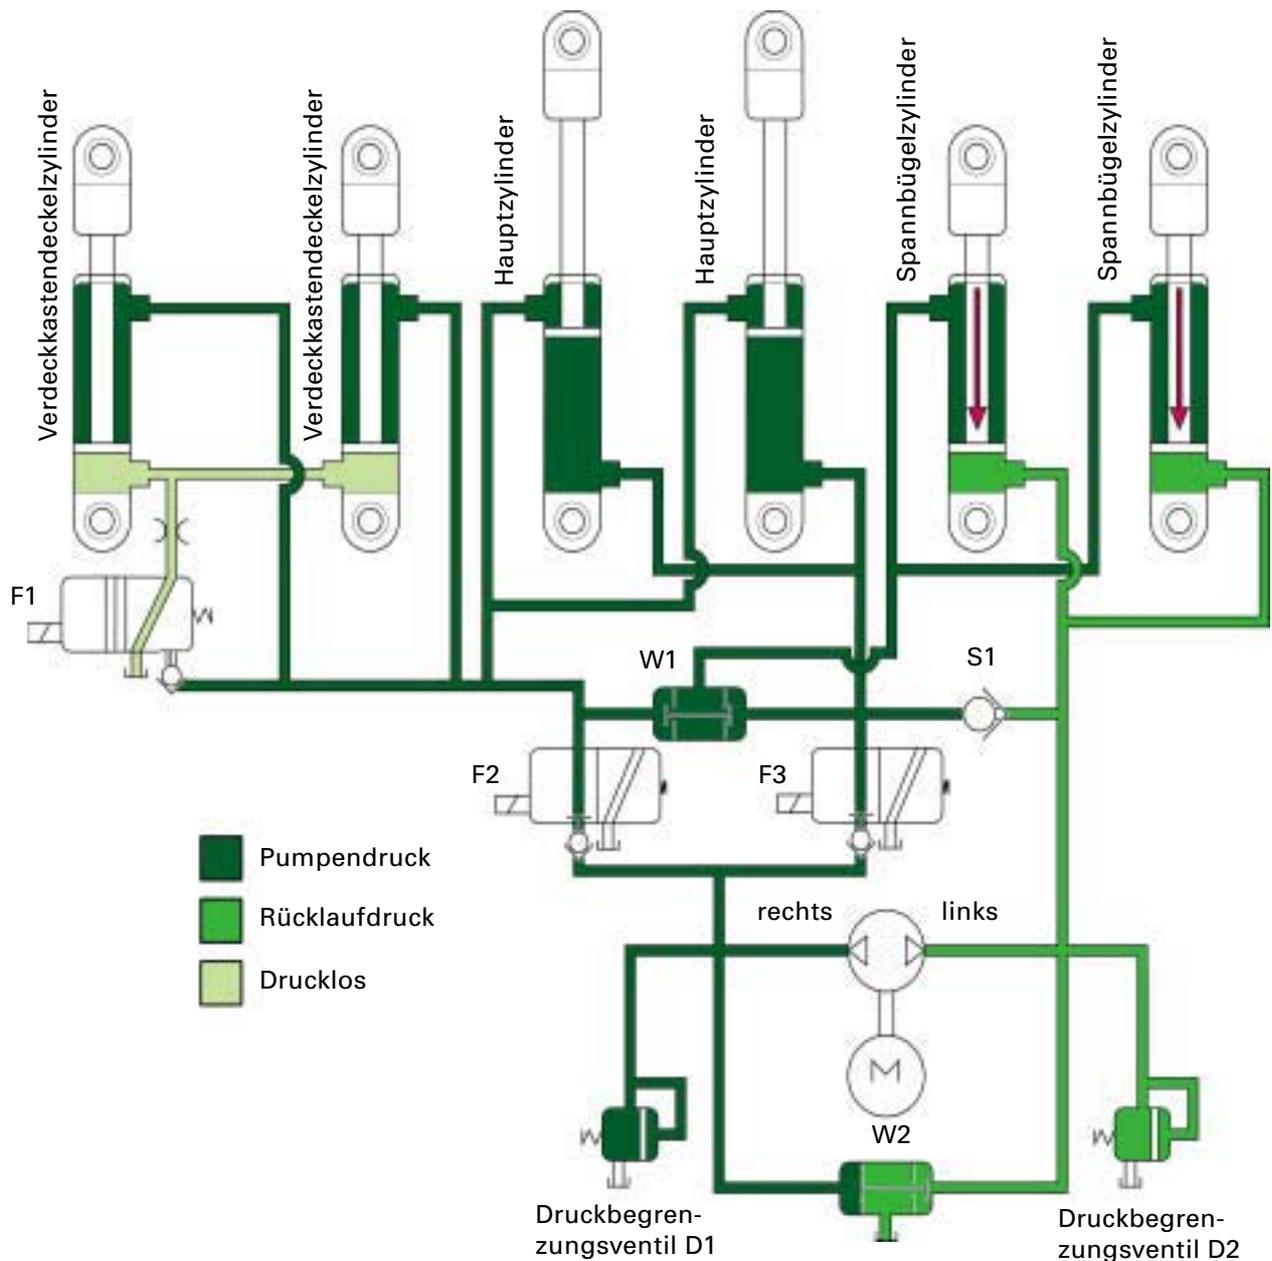 Verdeckkastendeckelzylinder
Verdeckkastendeckelzylinder
Hauptzylinder
Hauptzylinder
Spannbügelzylinder
Spannbügelzylinder
F1
W1
S1
F2
F3
Pumpendruck
Rücklaufdruck
Drucklos
rechts
links
M
W2
Druckbegren-
zungsventil D1
Druckbegren-
zungsventil D2